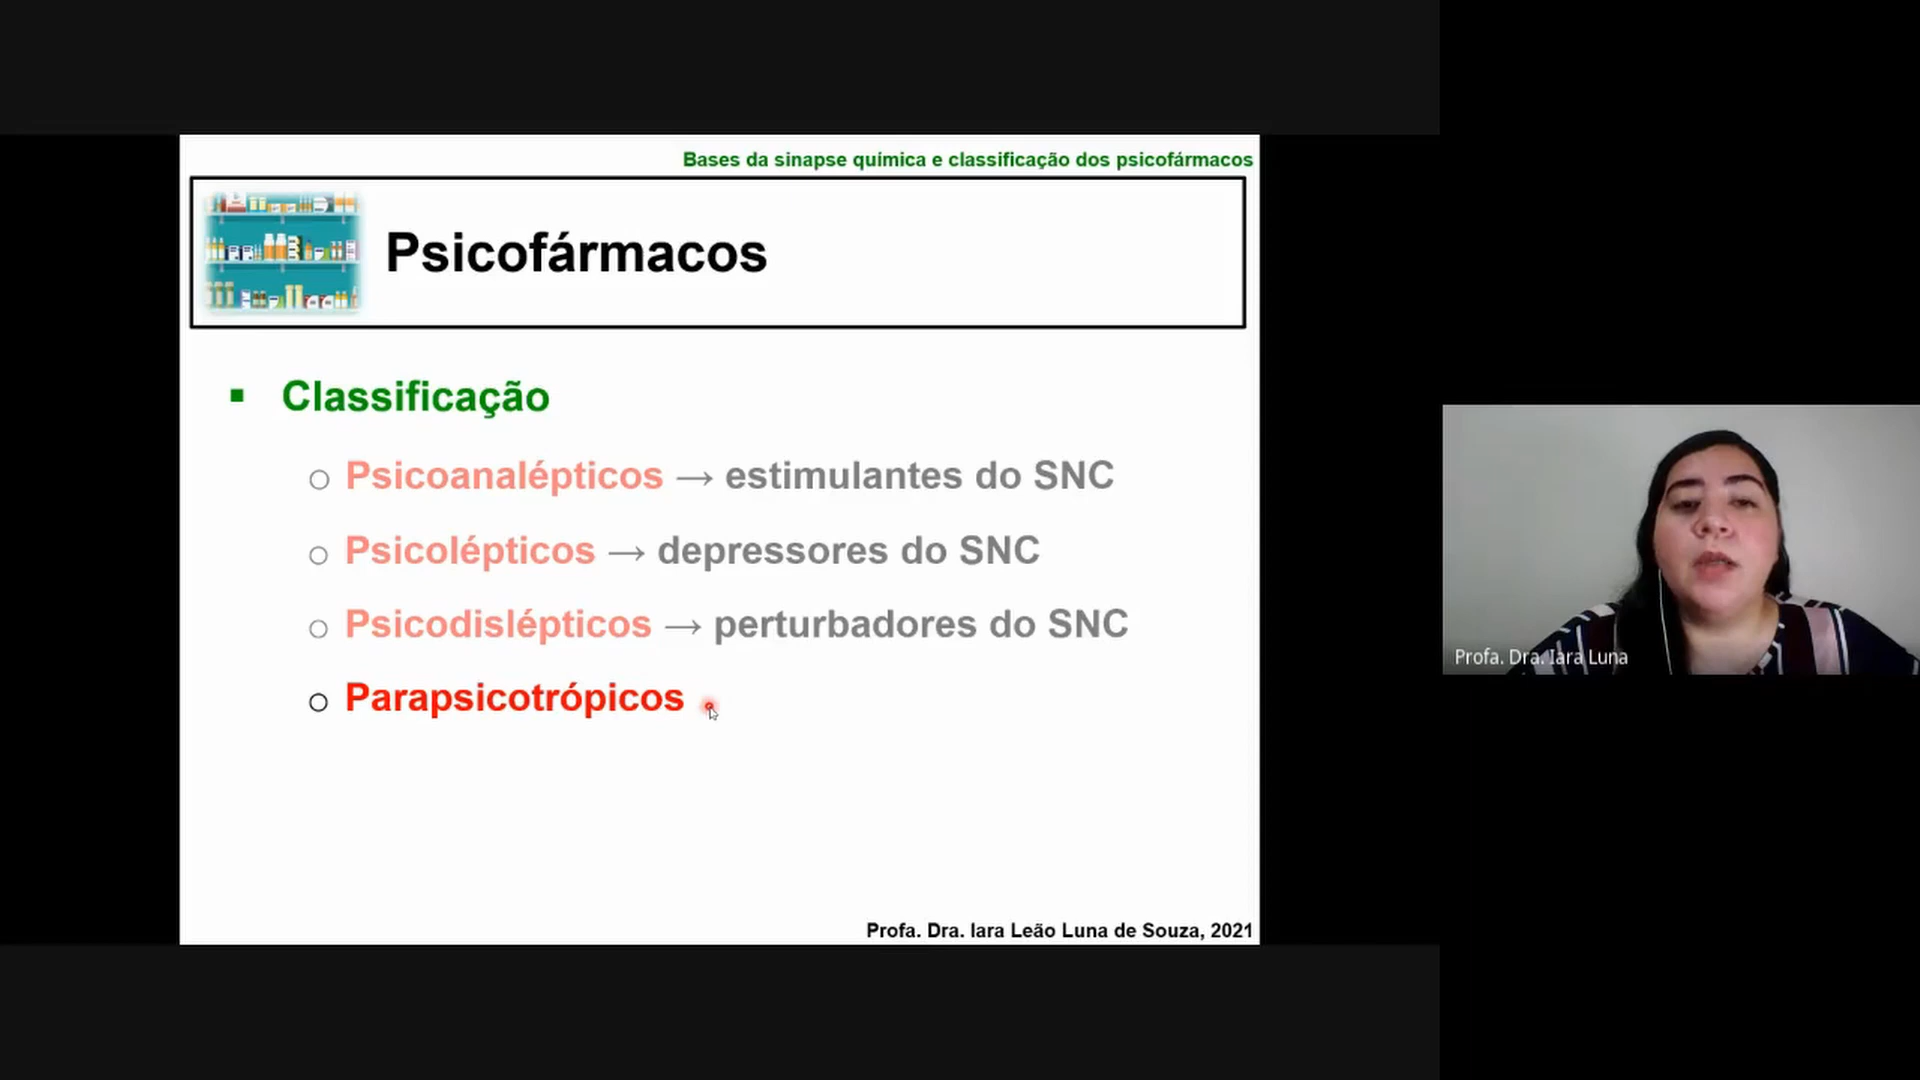 Bases da sinapse química e classificação dos psicofármacos
Psicofármacos
▪ Classificação
○ Psicoanalépticos → estimulantes do SNC
○ Psicolépticos → depressores do SNC
○ Psicodislépticos → perturbadores do SNC
○ Parapsicotrópicos
Profa. Dra. Iara Leão Luna de Souza, 2021
Profa. Dra. Iara Luna